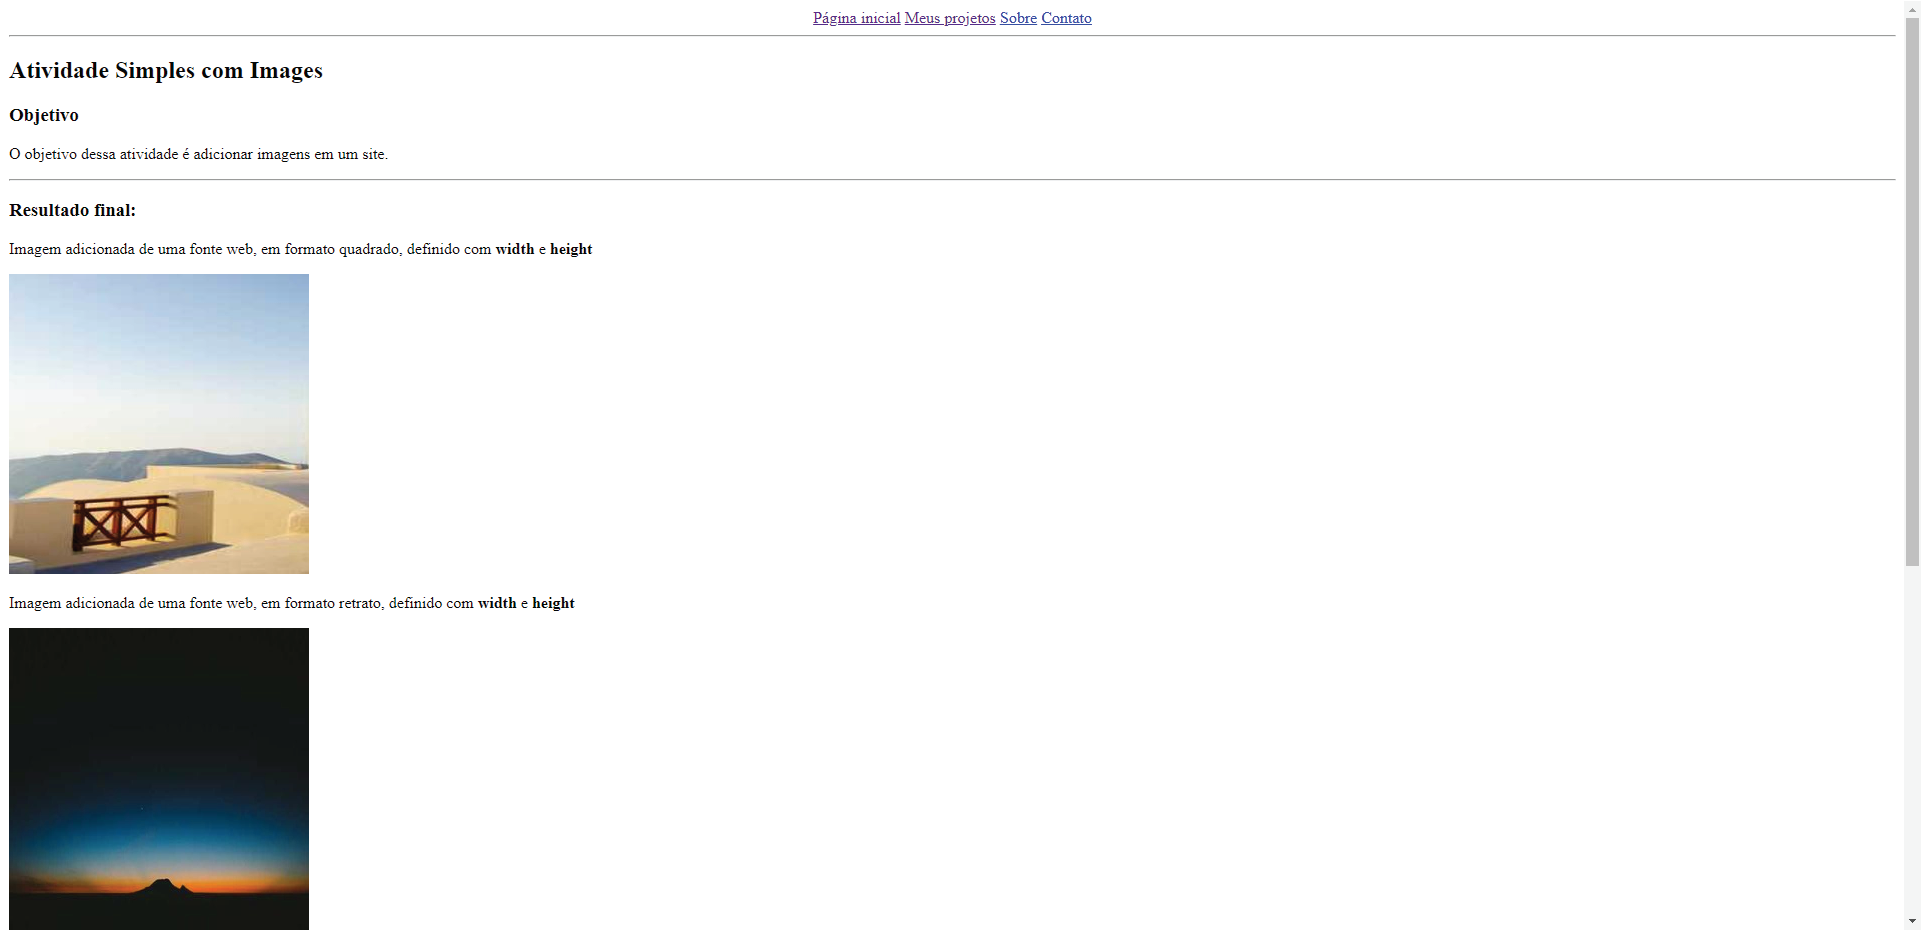 Página inicial Meus projetos Sobre Contato
Atividade Simples com Images
Objetivo
O objetivo dessa atividade é adicionar imagens em um site.
Resultado final:
Imagem adicionada de uma fonte web, em formato quadrado, definido com width e height
Imagem adicionada de uma fonte web, em formato retrato, definido com width e height